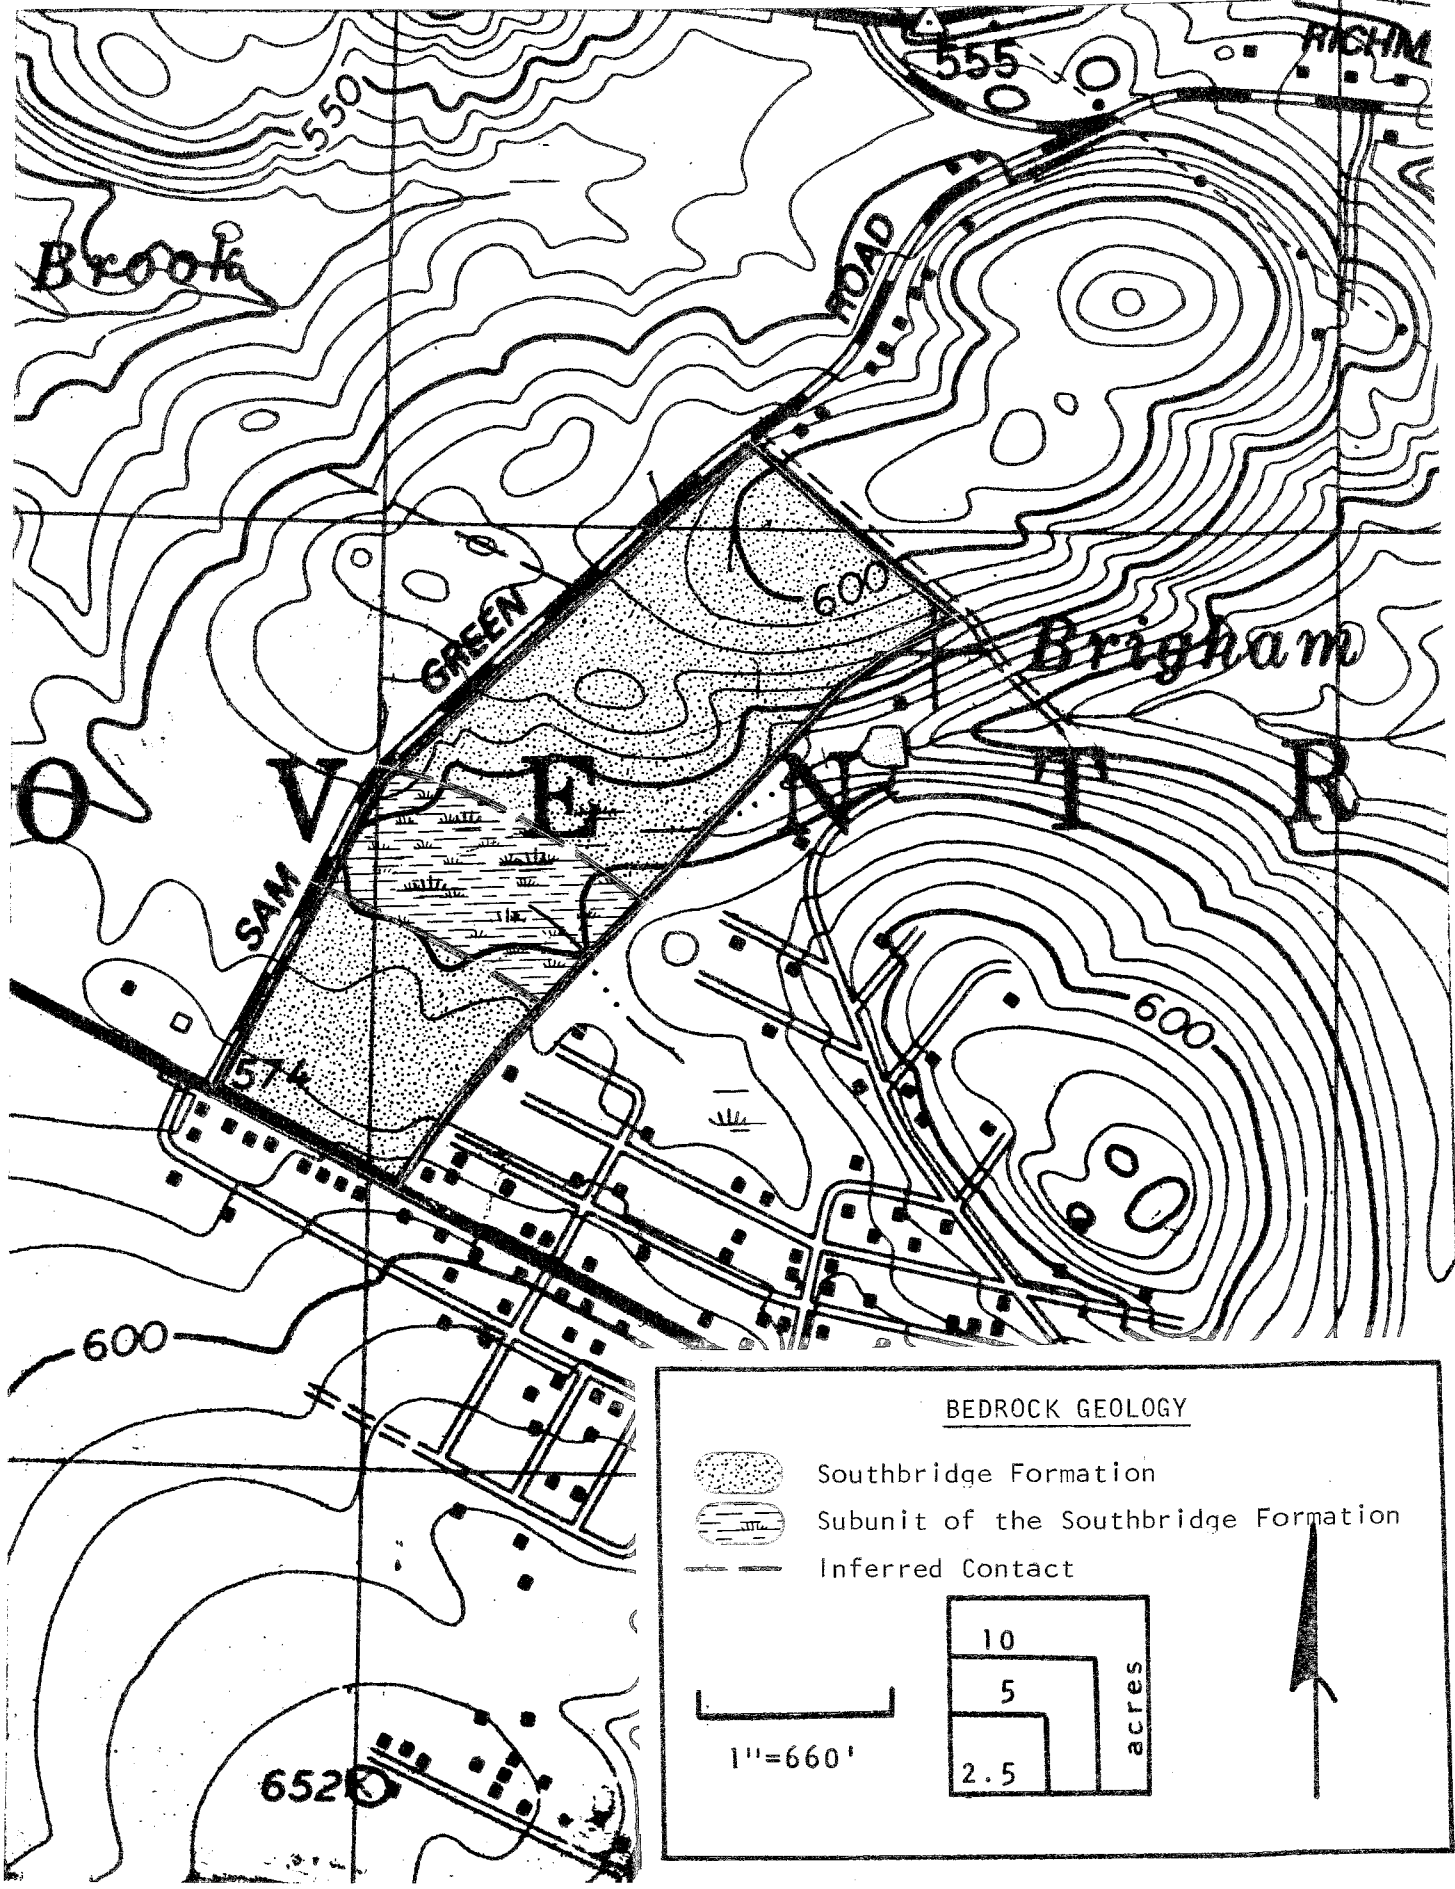 555
RICHM
550
Brook
ROAD
600
GREEN
Brigham
O V E N T R
SAM
600
600
BEDROCK GEOLOGY
Southbridge Formation
Subunit of the Southbridge Formation
Inferred Contact
10
5
2.5
acres
1"=660'
652